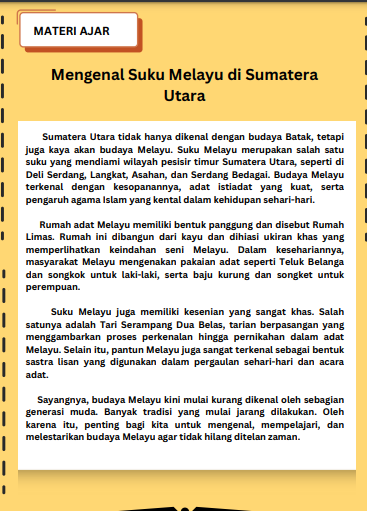 MATERI AJAR
Mengenal Suku Melayu di Sumatera
Utara
Sumatera Utara tidak hanya dikenal dengan budaya Batak, tetapi
juga kaya akan budaya Melayu. Suku Melayu merupakan salah satu
suku yang mendiami wilayah pesisir timur Sumatera Utara, seperti di
Deli Serdang, Langkat, Asahan, dan Serdang Bedagai. Budaya Melayu
terkenal dengan kesopanannya, adat istiadat yang kuat, serta
pengaruh agama Islam yang kental dalam kehidupan sehari-hari.
Rumah adat Melayu memiliki bentuk panggung dan disebut Rumah
Limas. Rumah ini dibangun dari kayu dan dihiasi ukiran khas yang
memperlihatkan keindahan seni Melayu. Dalam kesehariannya,
masyarakat Melayu mengenakan pakaian adat seperti Teluk Belanga
dan songkok untuk laki-laki, serta baju kurung dan songket untuk
perempuan.
Suku Melayu juga memiliki kesenian yang sangat khas. Salah
satunya adalah Tari Serampang Dua Belas, tarian berpasangan yang
menggambarkan proses perkenalan hingga pernikahan dalam adat
Melayu. Selain itu, pantun Melayu juga sangat terkenal sebagai bentuk
sastra lisan yang digunakan dalam pergaulan sehari-hari dan acara
adat.
Sayangnya, budaya Melayu kini mulai kurang dikenal oleh sebagian
generasi muda. Banyak tradisi yang mulai jarang dilakukan. Oleh
karena itu, penting bagi kita untuk mengenal, mempelajari, dan
melestarikan budaya Melayu agar tidak hilang ditelan zaman.